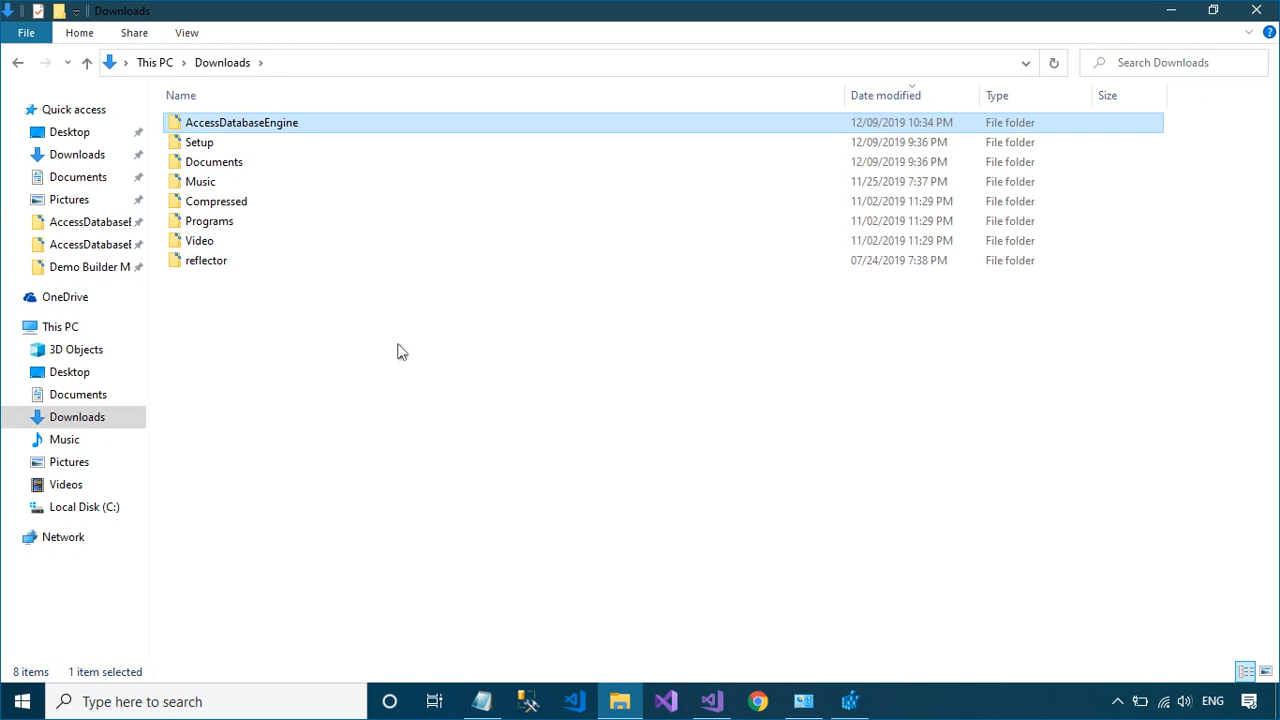 Downloads
File Home Share View
This PC Downloads Search Downloads
Name Date modified Type Size
AccessDatabaseEngine 12/09/2019 10:34 PM File folder
Setup 12/09/2019 9:36 PM File folder
Documents 12/09/2019 9:36 PM File folder
Music 11/25/2019 7:37 PM File folder
Compressed 11/02/2019 11:29 PM File folder
Programs 11/02/2019 11:29 PM File folder
Video 11/02/2019 11:29 PM File folder
reflector 07/24/2019 7:38 PM File folder
Quick access
Desktop
Downloads
Documents
Pictures
AccessDatabaseE
AccessDatabaseE
Demo Builder M
OneDrive
This PC
3D Objects
Desktop
Documents
Downloads
Music
Pictures
Videos
Local Disk (C:)
Network
8 items 1 item selected
Type here to search ENG